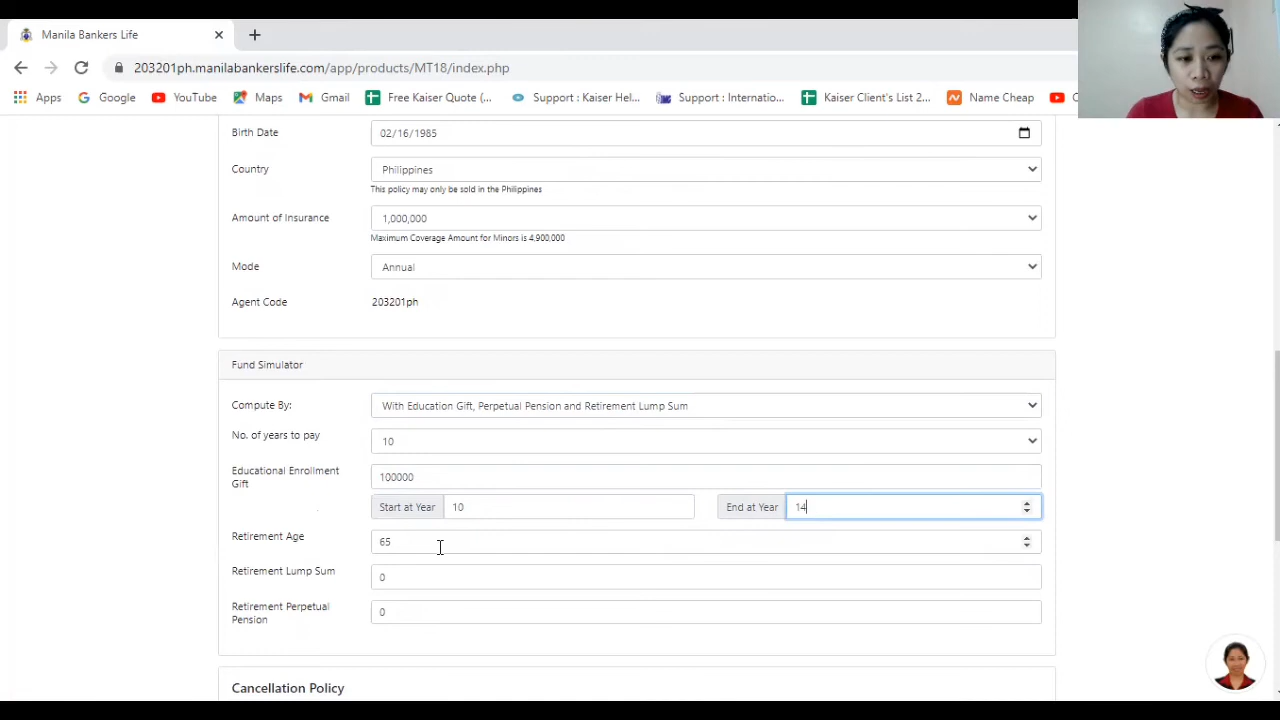 Manila Bankers Life
203201ph.manilabankerslife.com/app/products/MT18/index.php
Apps Google YouTube Maps Gmail Free Kaiser Quote (... Support : Kaiser Hel... Support : Internatio... Kaiser Client's List 2... Name Cheap
Birth Date 02/16/1985
Country Philippines
This policy may only be sold in the Philippines
Amount of Insurance 1,000,000
Maximum Coverage Amount for Minors is 4,900,000
Mode Annual
Agent Code 203201ph
Fund Simulator
Compute By: With Education Gift, Perpetual Pension and Retirement Lump Sum
No. of years to pay 10
Educational Enrollment Gift 100000
Start at Year 10 End at Year 14
Retirement Age 65
Retirement Lump Sum 0
Retirement Perpetual Pension 0
Cancellation Policy